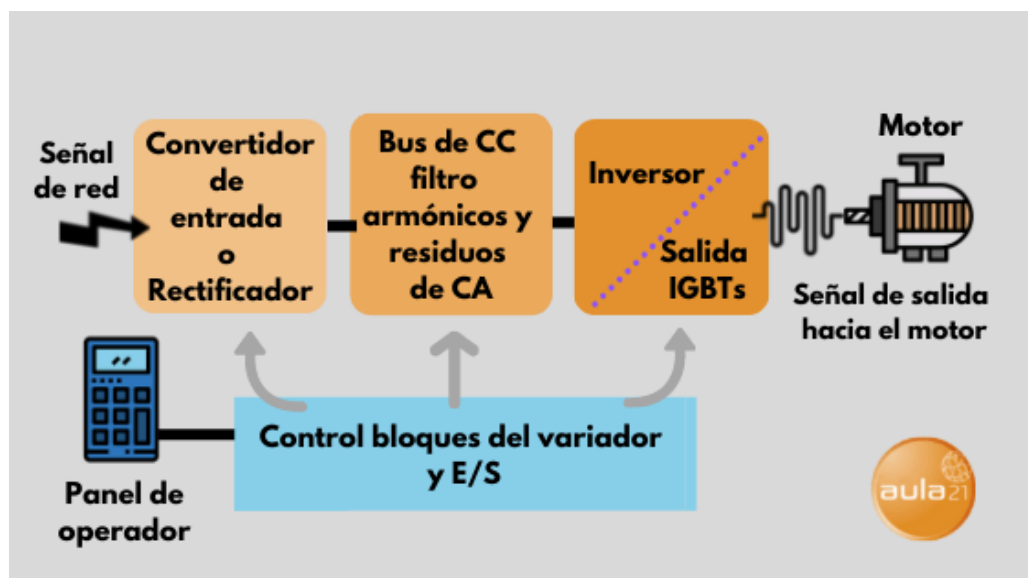 Señal
de red
Convertidor
de
entrada
o
Rectificador
Bus de CC
filtro
armónicos y
residuos
de CA
Inversor
Salida
IGBTs
Motor
Señal de salida
hacia el motor
Control bloques del variador
y E/S
Panel de
operador
aula21